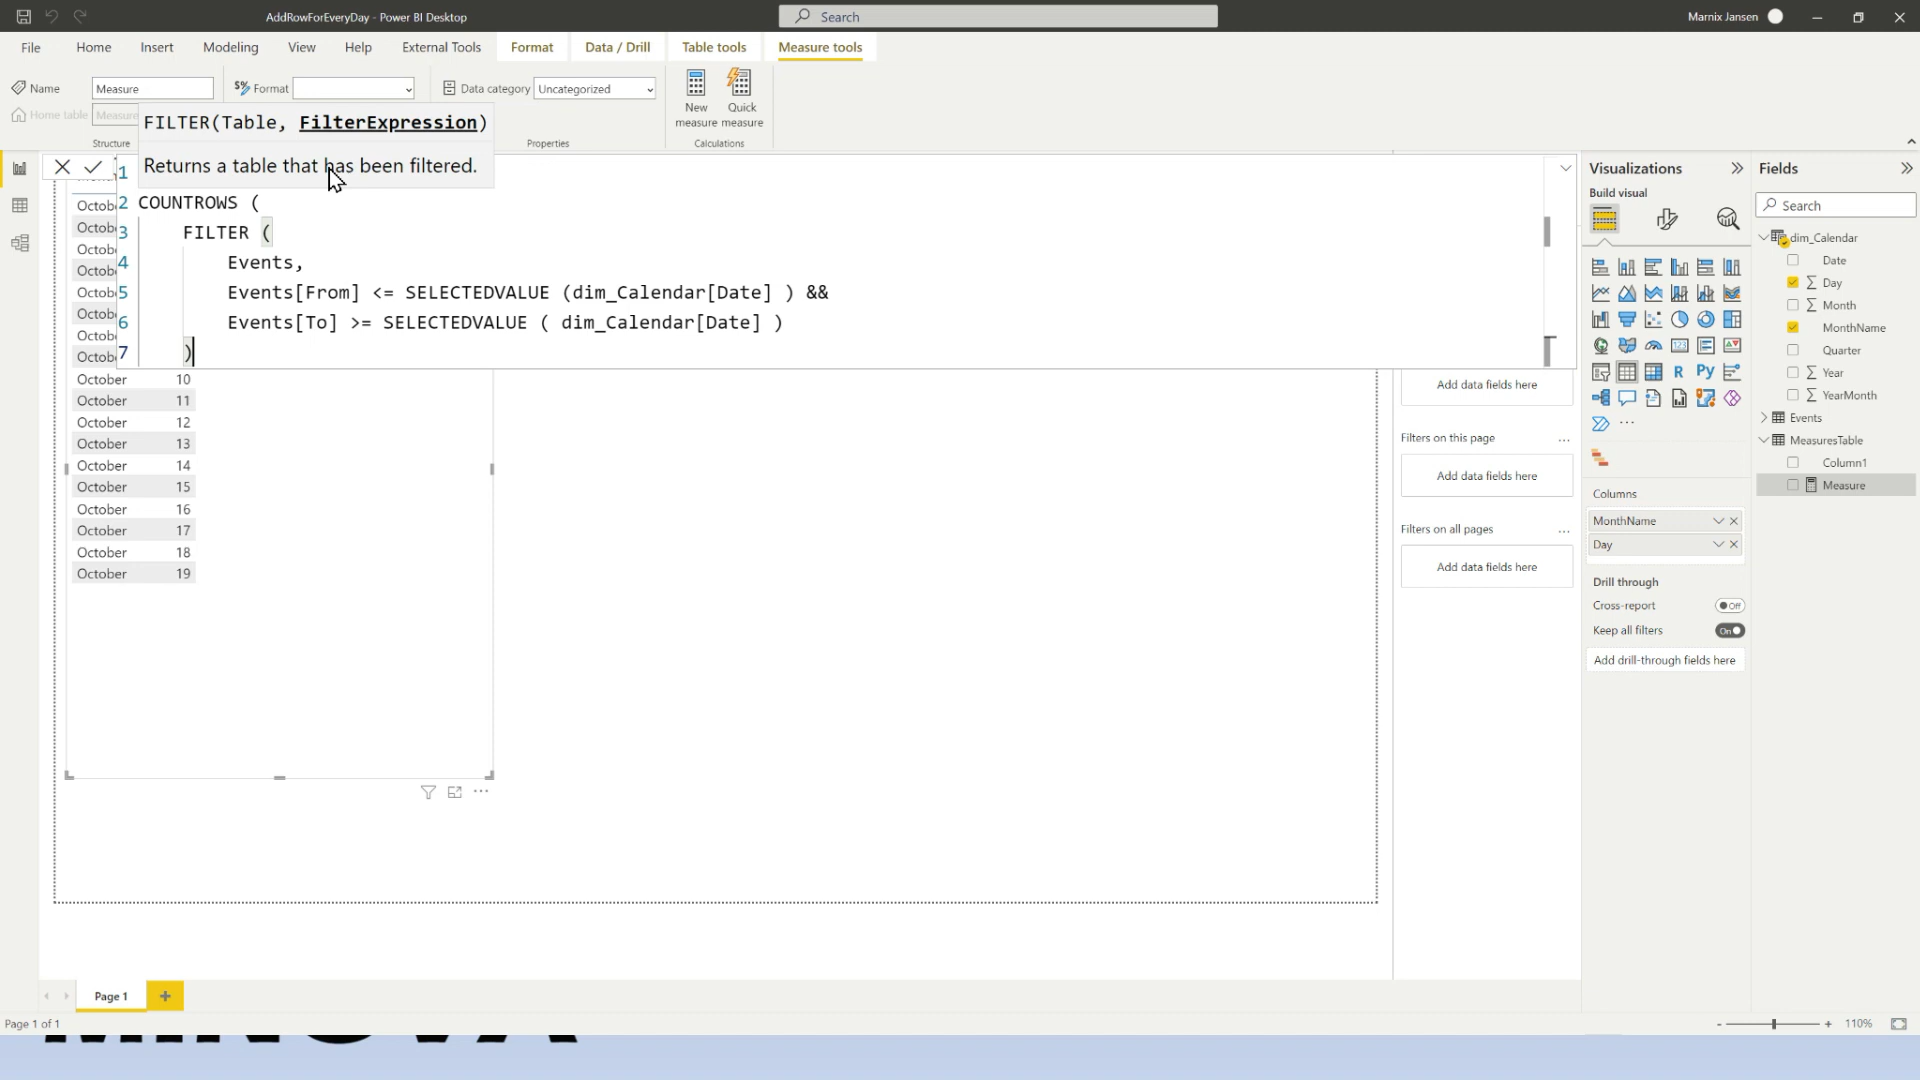 AddRowForEveryDay - Power BI Desktop
Search
Marnix Jansen
File
Home
Insert
Modeling
View
Help
External Tools
Format
Data / Drill
Table tools
Measure tools
Name
Measure
Format
Data category
Uncategorized
New measure
Quick measure
Home table
Measure
Structure
Properties
Calculations
FILTER(Table, FilterExpression)
Returns a table that has been filtered.
1
2 COUNTROWS (
3 FILTER (
4 Events,
5 Events[From] <= SELECTEDVALUE (dim_Calendar[Date] ) &&
6 Events[To] >= SELECTEDVALUE ( dim_Calendar[Date] )
7 )
October 10
October 11
October 12
October 13
October 14
October 15
October 16
October 17
October 18
October 19
Add data fields here
Filters on this page
...
Add data fields here
Filters on all pages
...
Add data fields here
Visualizations
Build visual
R
Py
123
...
Columns
MonthName
Day
Drill through
Cross-report
Off
Keep all filters
On
Add drill-through fields here
Fields
Search
dim_Calendar
Date
Day
Month
MonthName
Quarter
Year
YearMonth
Events
MeasuresTable
Column1
Measure
Page 1
Page 1 of 1
- + 110%